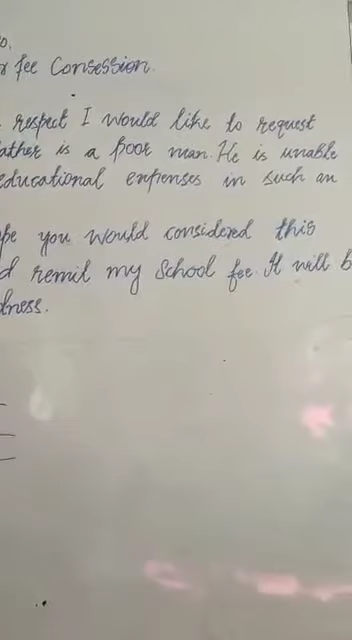 o.
r fee Consession.
respect I would like to request
ather is a poor man. He is unable
educational expenses in such an
pe you would considered this
d remit my School fee. It will b
dness.